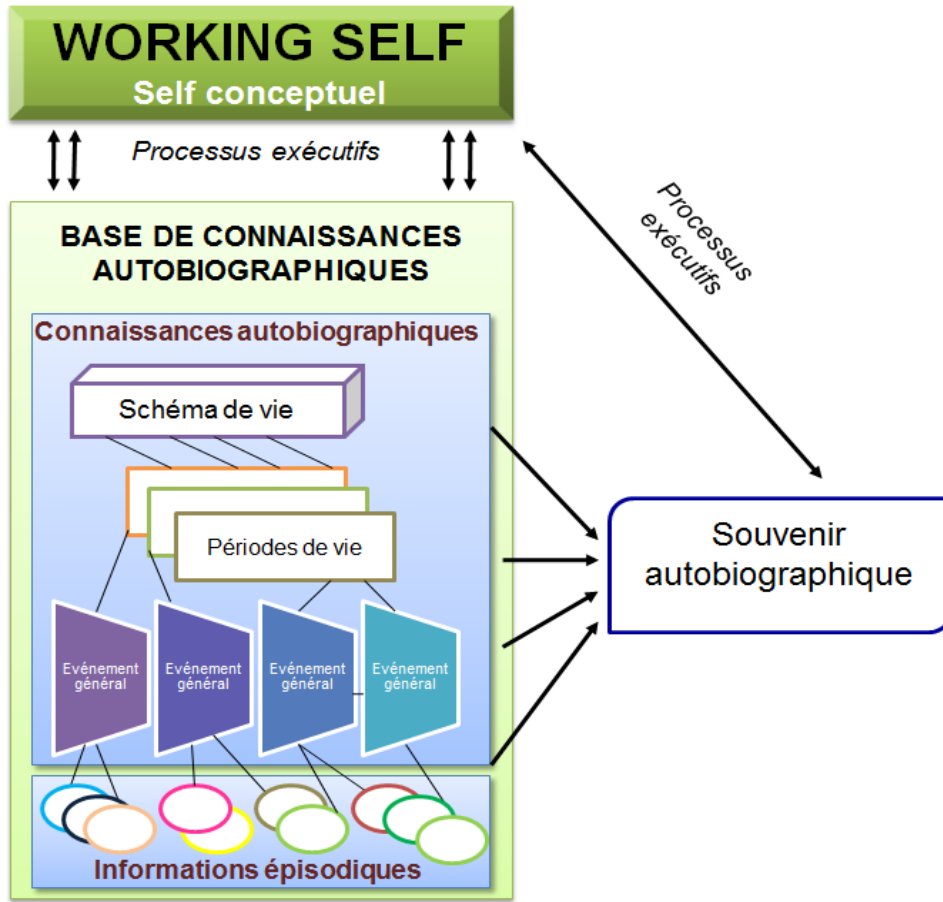 WORKING SELF
Self conceptuel
Processus exécutifs
Processus
exécutifs
BASE DE CONNAISSANCES
AUTOBIOGRAPHIQUES
Connaissances autobiographiques
Schéma de vie
Périodes de vie
Souvenir
autobiographique
Evénement
général
Evénement
général
Evénement
général
Evénement
général
Informations épisodiques